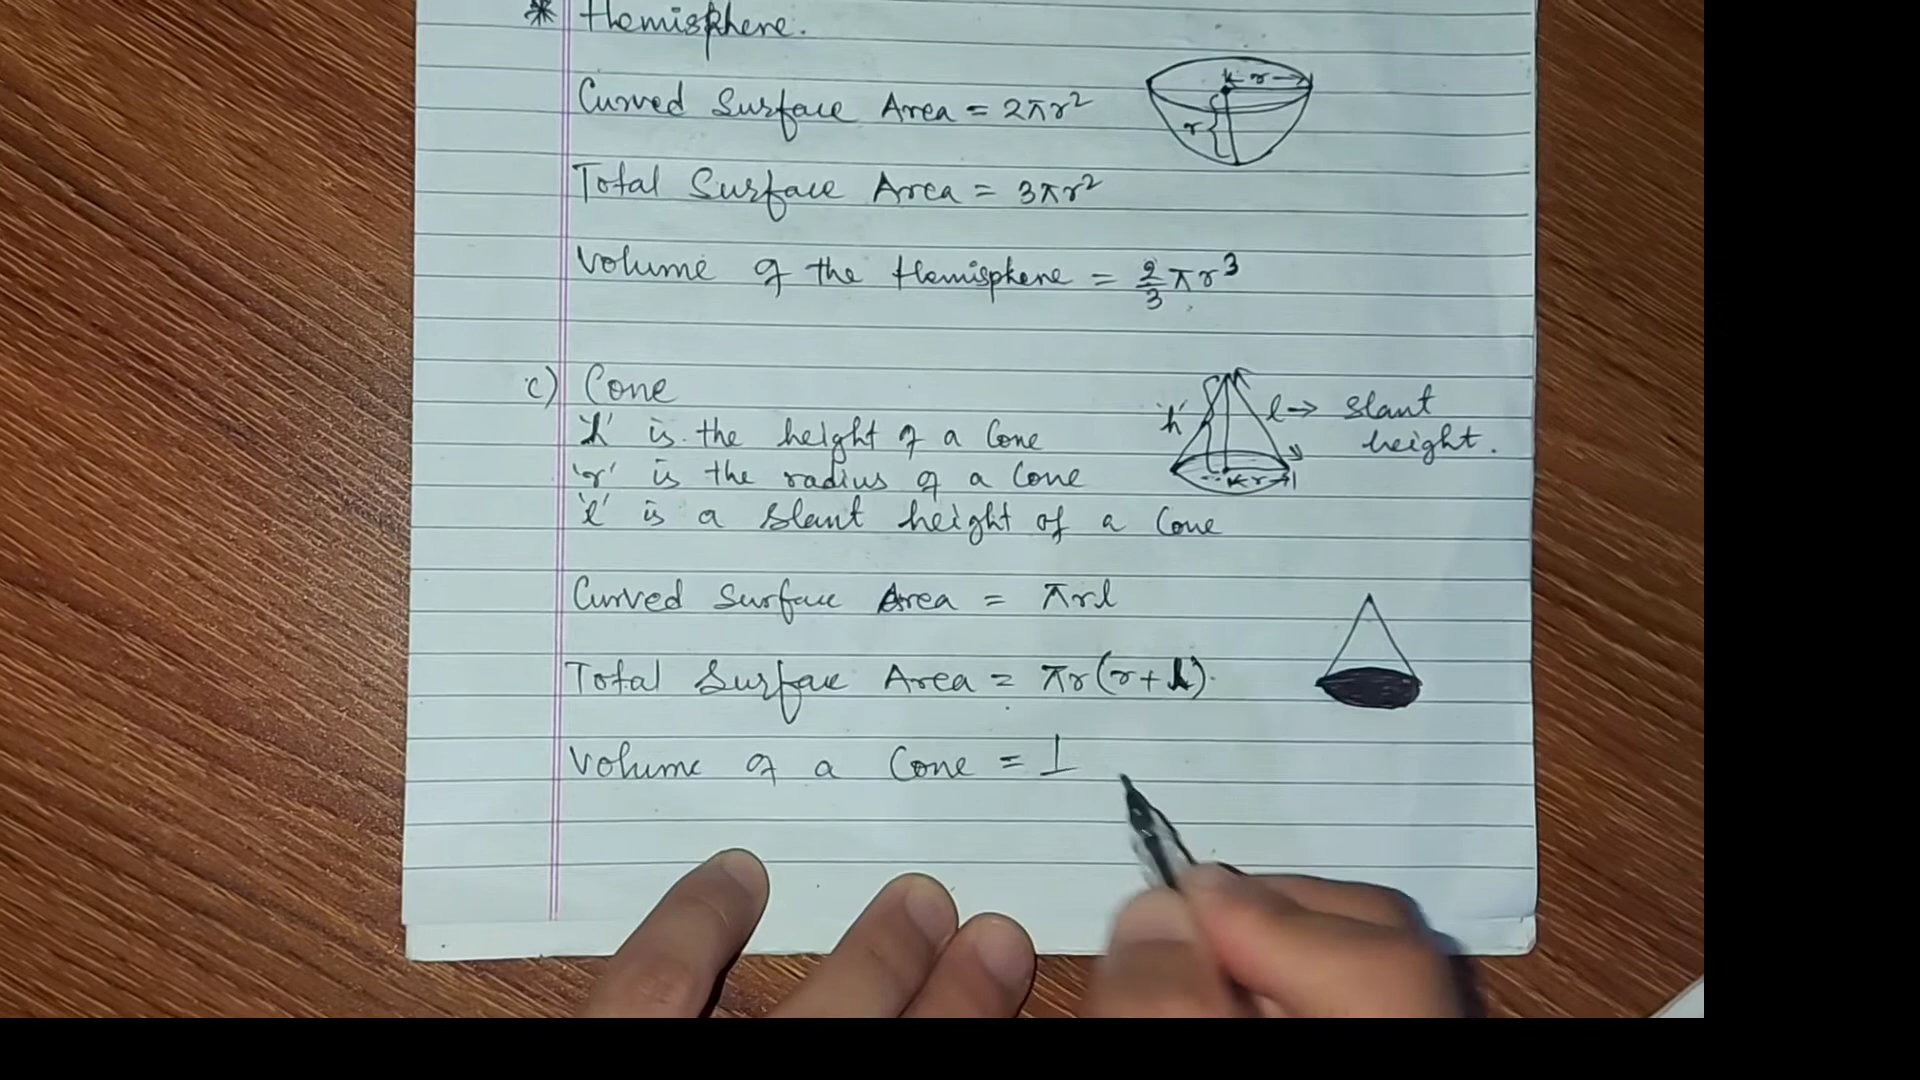 * Hemisphere.
Curved Surface Area = 2πr²
r
r
Total Surface Area = 3πr²
Volume of the Hemisphere = 2/3 πr³
c) Cone
'h' l → slant
height.
'h' is the height of a Cone
'r' is the radius of a Cone
r
'l' is a slant height of a Cone
Curved Surface Area = πrl
Total Surface Area = πr(r+l).
Volume of a Cone = 1